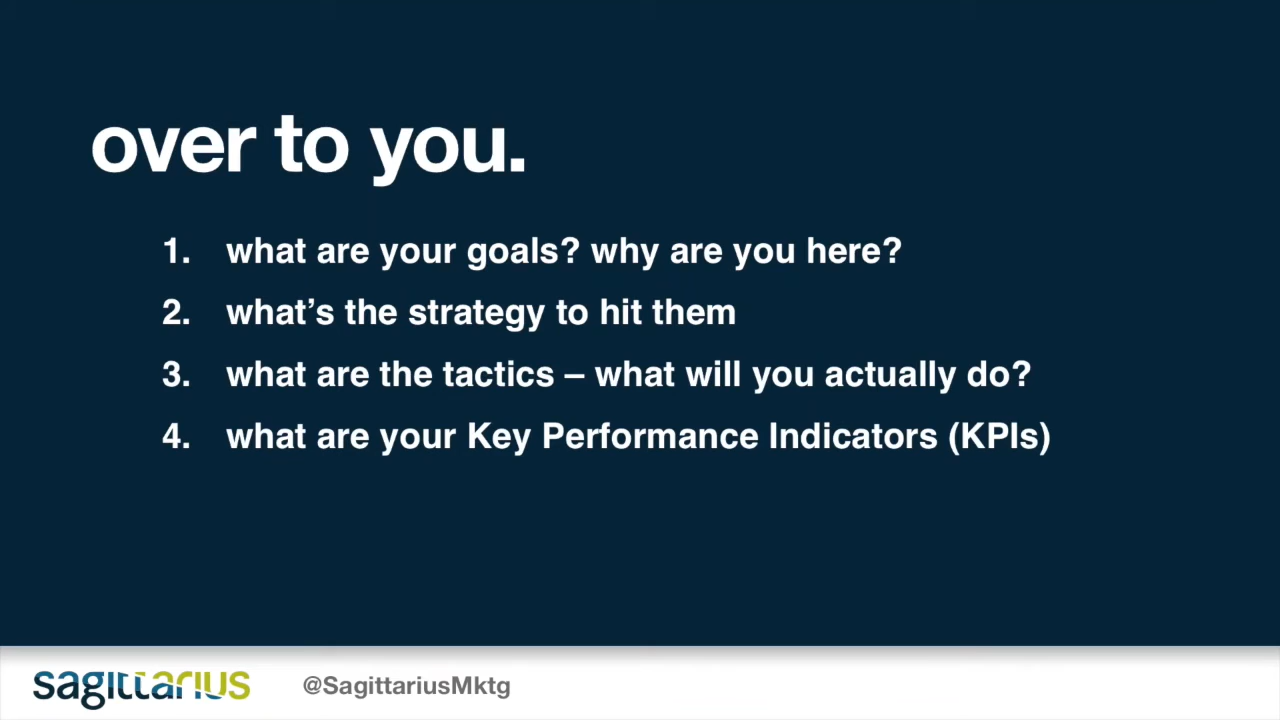 over to you.
1. what are your goals? why are you here?
2. what’s the strategy to hit them
3. what are the tactics – what will you actually do?
4. what are your Key Performance Indicators (KPIs)
sagittarius
@SagittariusMktg